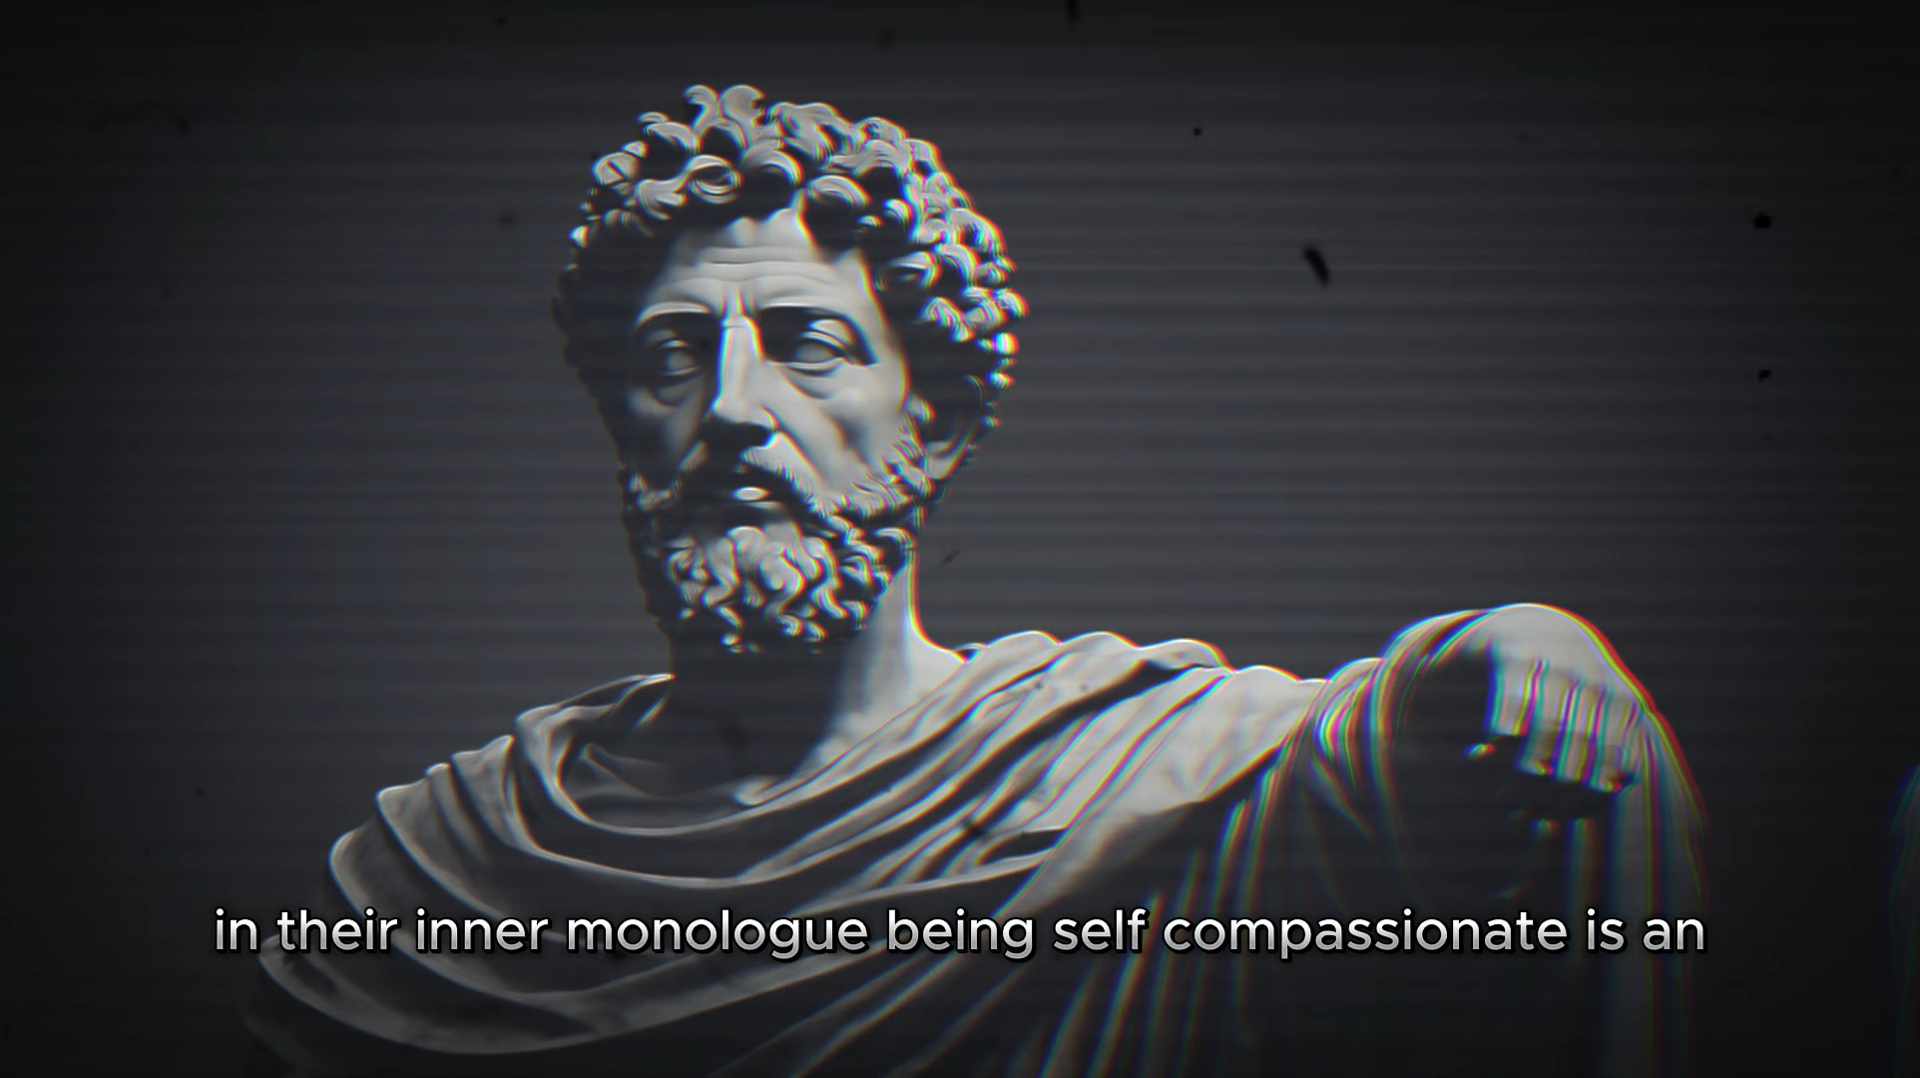 in their inner monologue being self compassionate is an